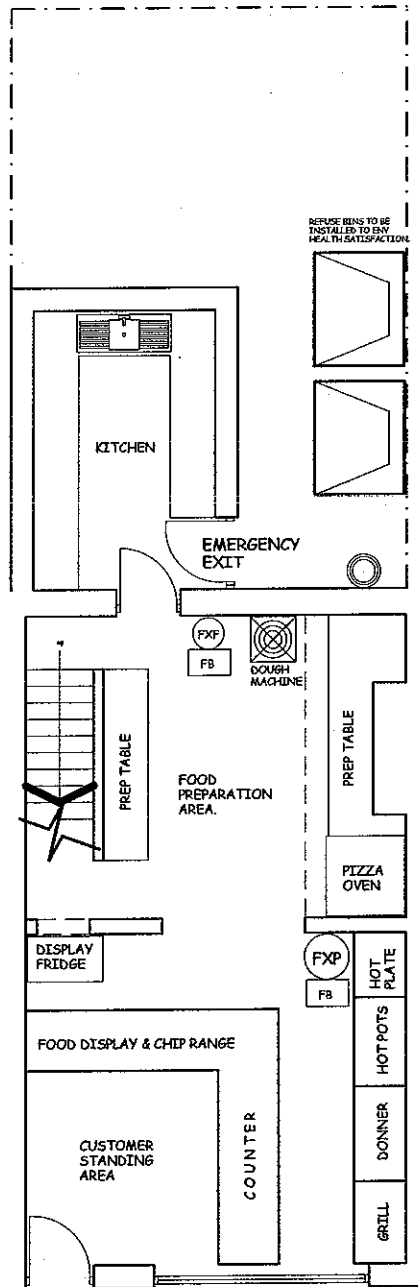 REFUSE BINS TO BE
INSTALLED TO ENV
HEALTH SATISFACTION.
KITCHEN
EMERGENCY
EXIT
FXF
FB
DOUGH
MACHINE
PREP TABLE
FOOD
PREPARATION
AREA.
PREP TABLE
PIZZA
OVEN
DISPLAY
FRIDGE
FXP
FB
HOT
PLATE
FOOD DISPLAY & CHIP RANGE
HOT POTS
COUNTER
DONNER
CUSTOMER
STANDING
AREA
GRILL